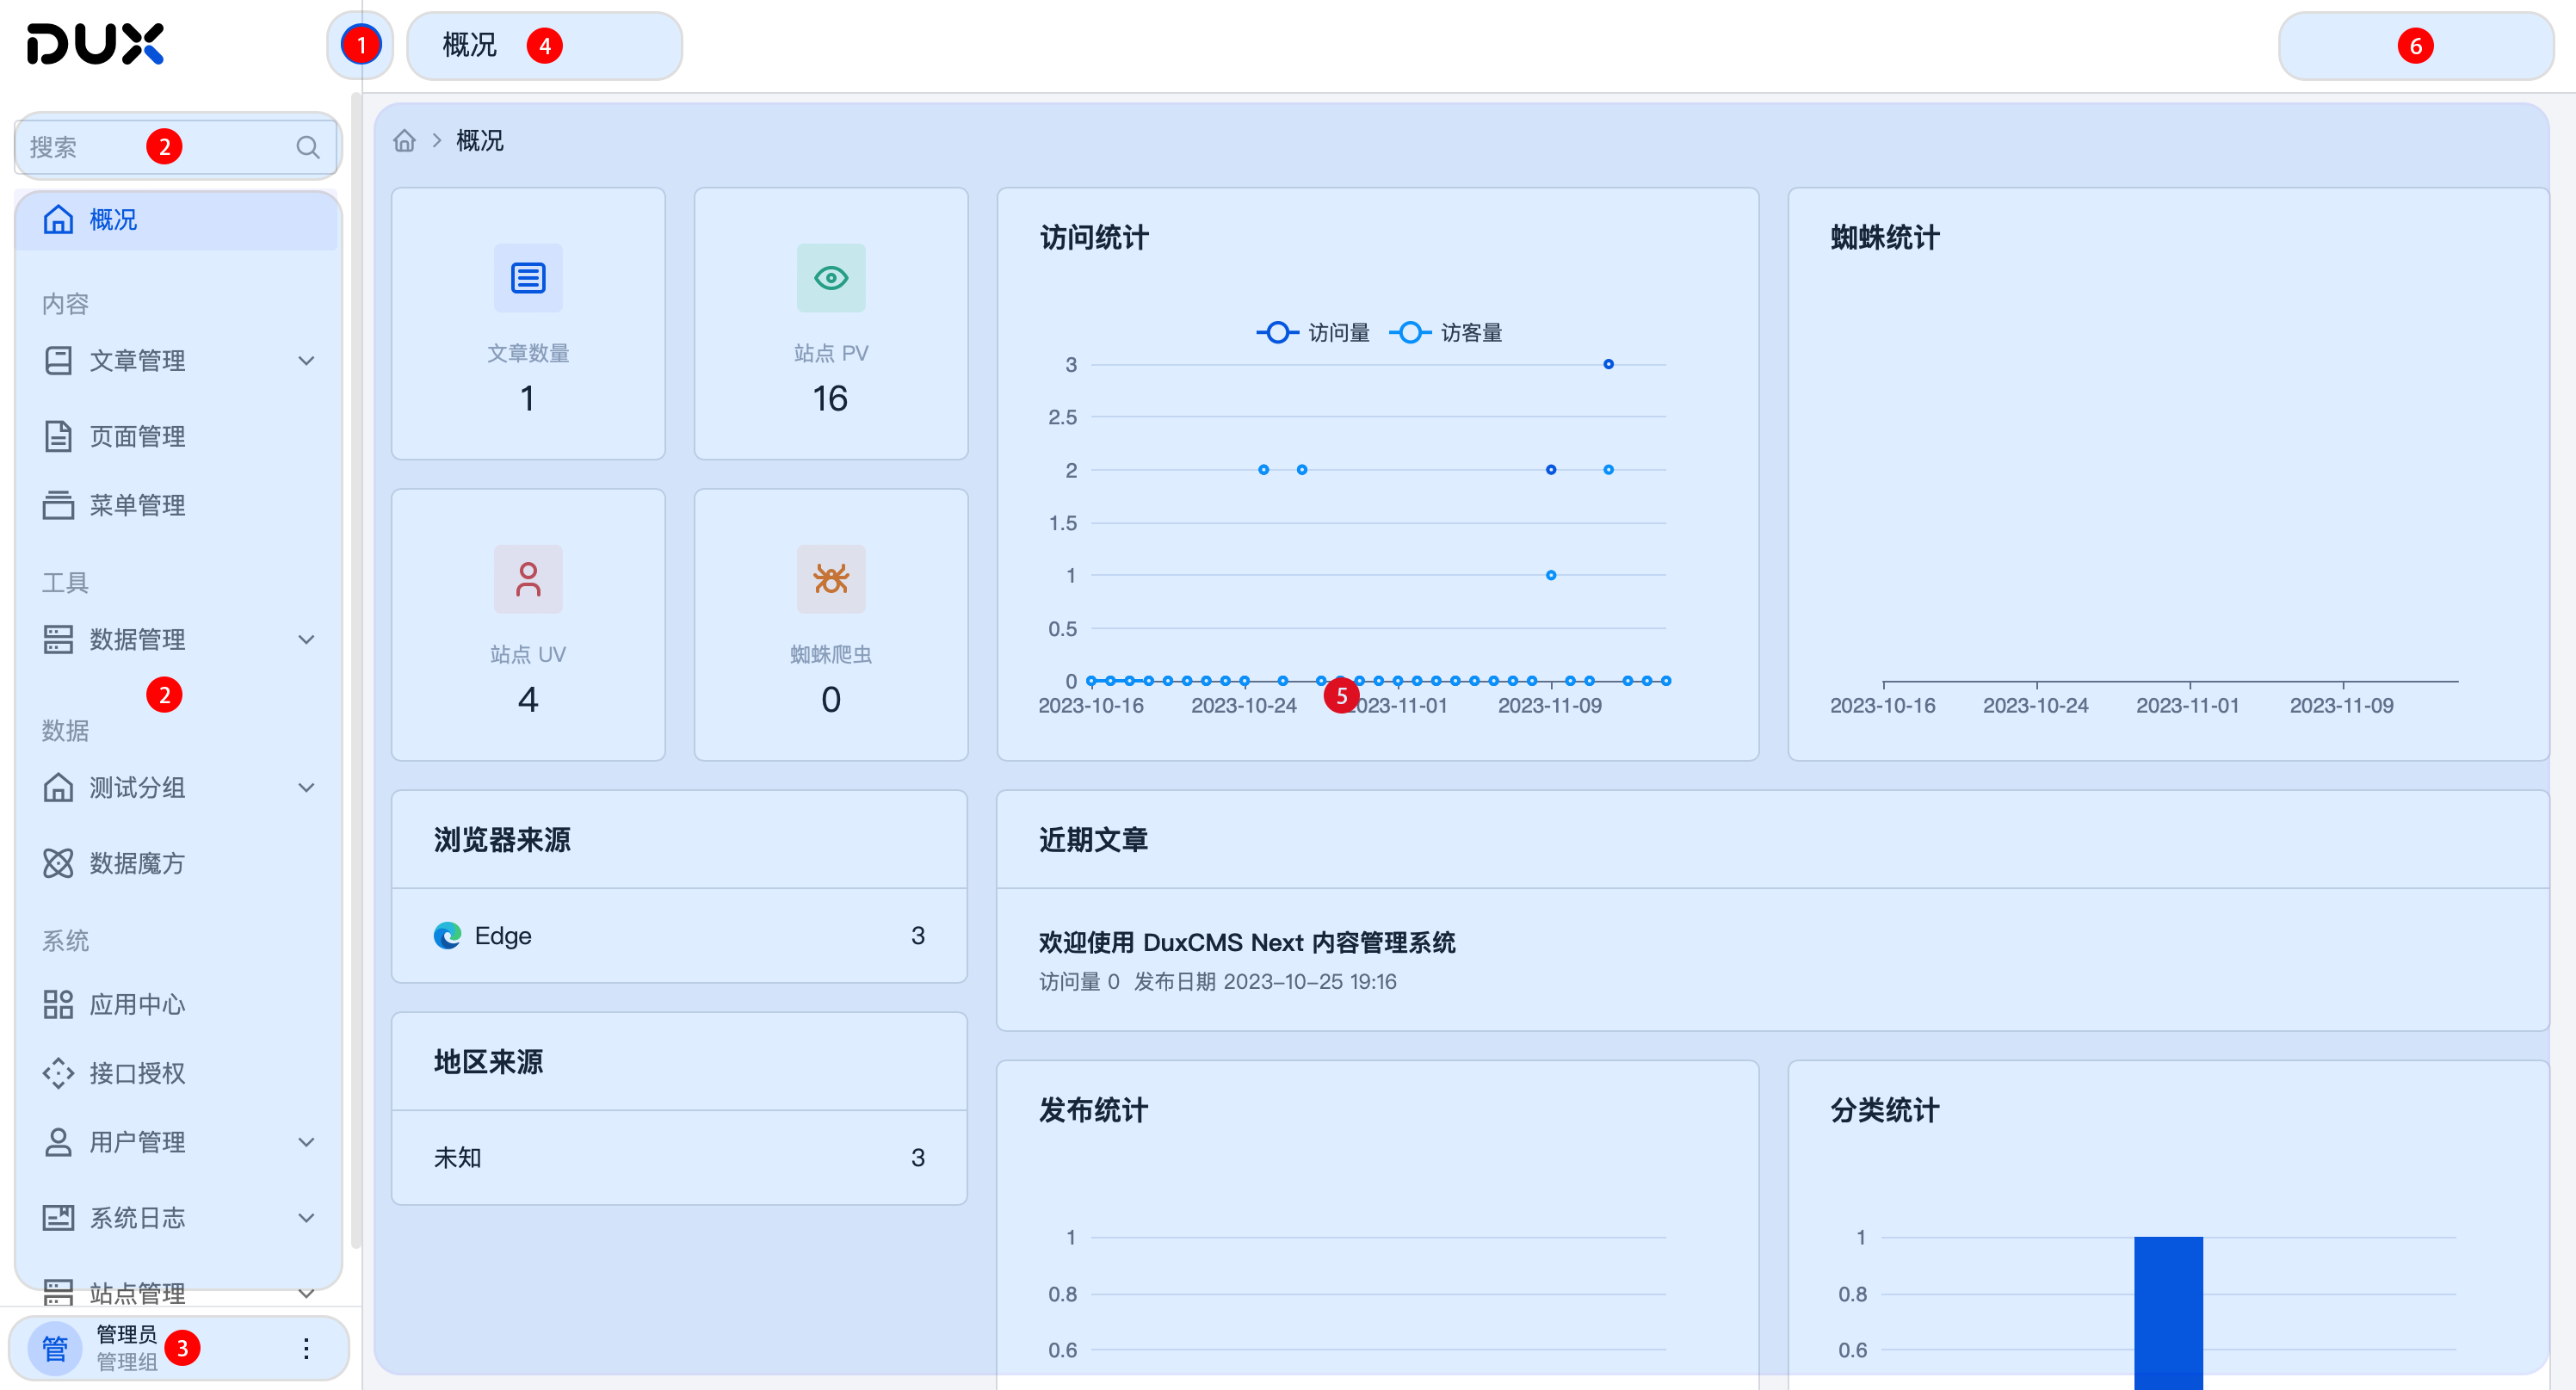 DUX
1
概况
4
6
搜索
2
概况
内容
文章管理
页面管理
菜单管理
工具
数据管理
2
数据
测试分组
数据魔方
系统
应用中心
接口授权
用户管理
系统日志
站点管理
管
管理员
管理组
3
概况
文章数量
1
站点 PV
16
站点 UV
4
蜘蛛爬虫
0
访问统计
访问量
访客量
3
2.5
2
1.5
1
0.5
0
2023-10-16
2023-10-24
2023-11-01
2023-11-09
5
蜘蛛统计
2023-10-16
2023-10-24
2023-11-01
2023-11-09
浏览器来源
Edge
3
地区来源
未知
3
近期文章
欢迎使用 DuxCMS Next 内容管理系统
访问量 0 发布日期 2023-10-25 19:16
发布统计
1
0.8
0.6
分类统计
1
0.8
0.6